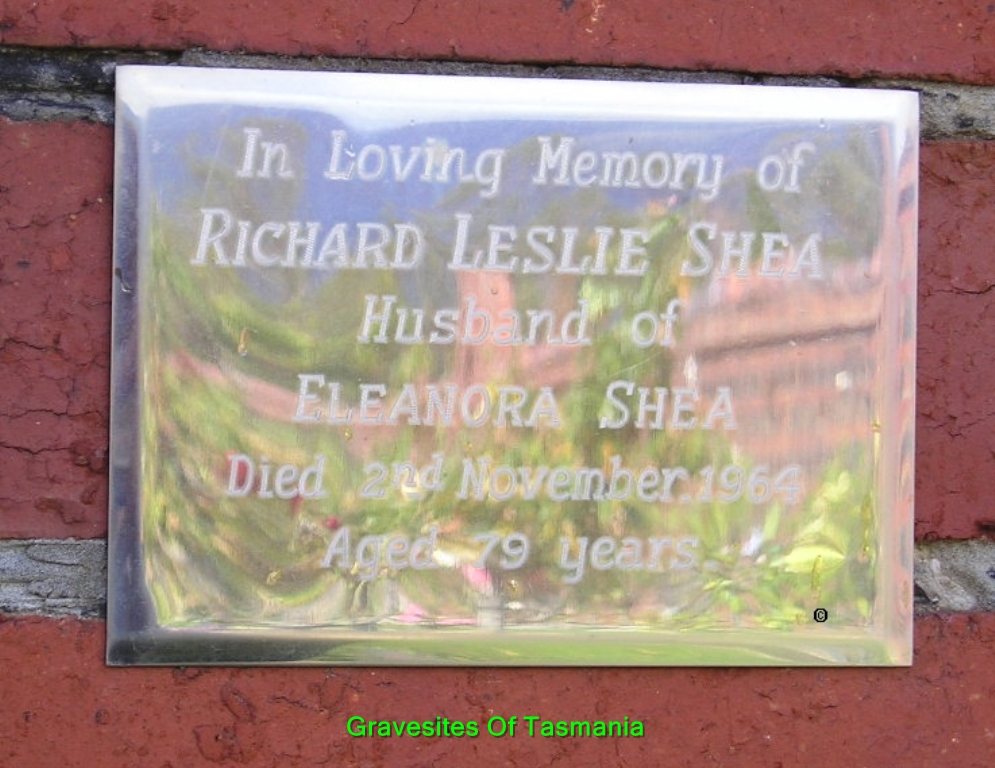 In Loving Memory of
RICHARD LESLIE SHEA
Husband of
ELEANORA SHEA
Died 2nd November.1964
Aged 79 years.
©
Gravesites Of Tasmania